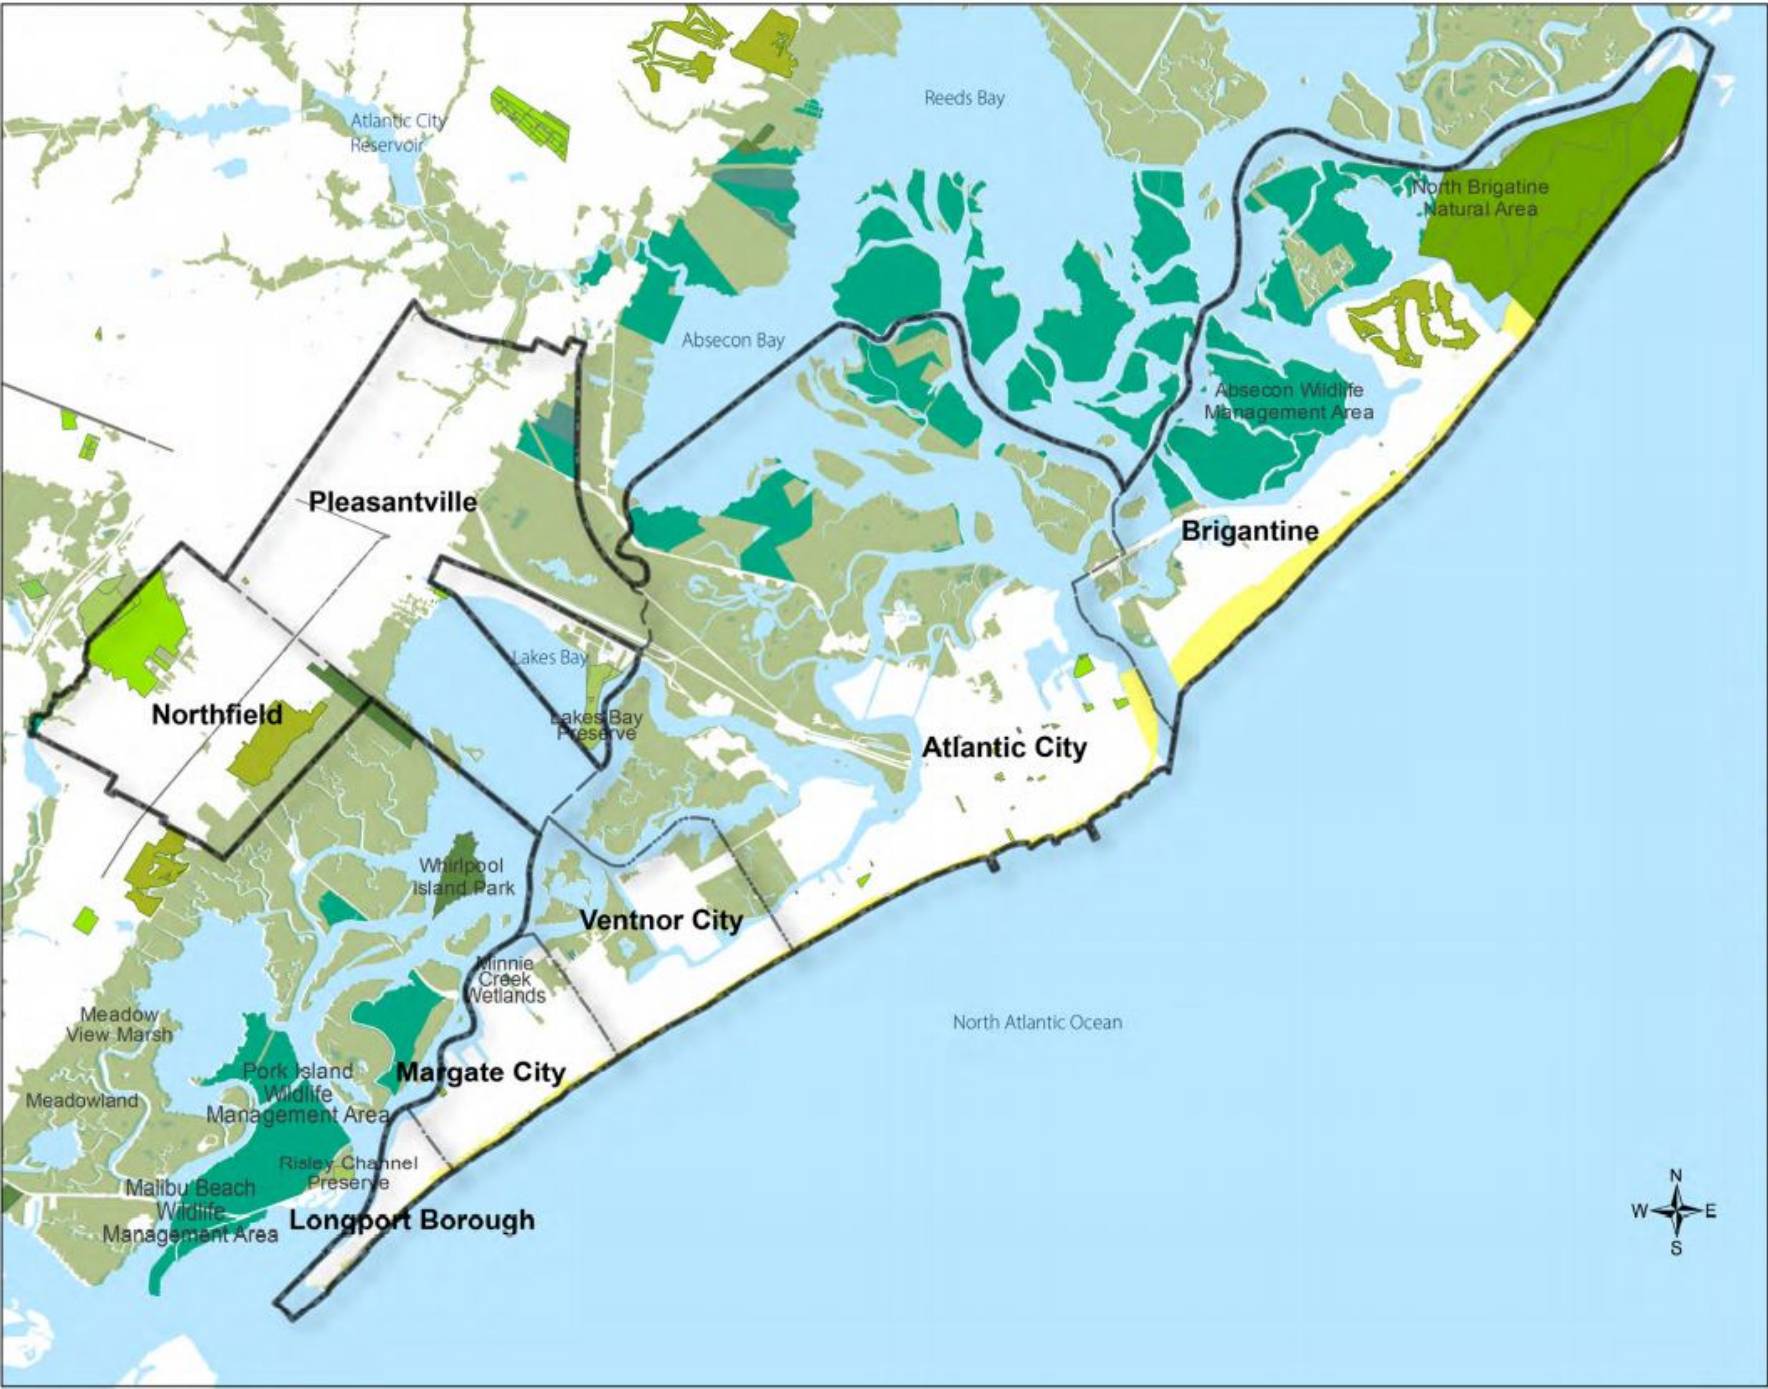 Reeds Bay
Atlantic City
Reservoir
North Brigatine
Natural Area
Absecon Bay
Absecon Wildlife
Management Area
Pleasantville
Brigantine
Lakes Bay
Northfield
Lakes Bay
Preserve
Atlantic City
Whirlpool
Island Park
Ventnor City
Minnie
Creek
Wetlands
Meadow
View Marsh
North Atlantic Ocean
Margate City
Pork Island
Wildlife
Management Area
Meadowland
Risley Channel
Preserve
Malibu Beach
Wildlife
Management Area
Longport Borough
N
W E
S